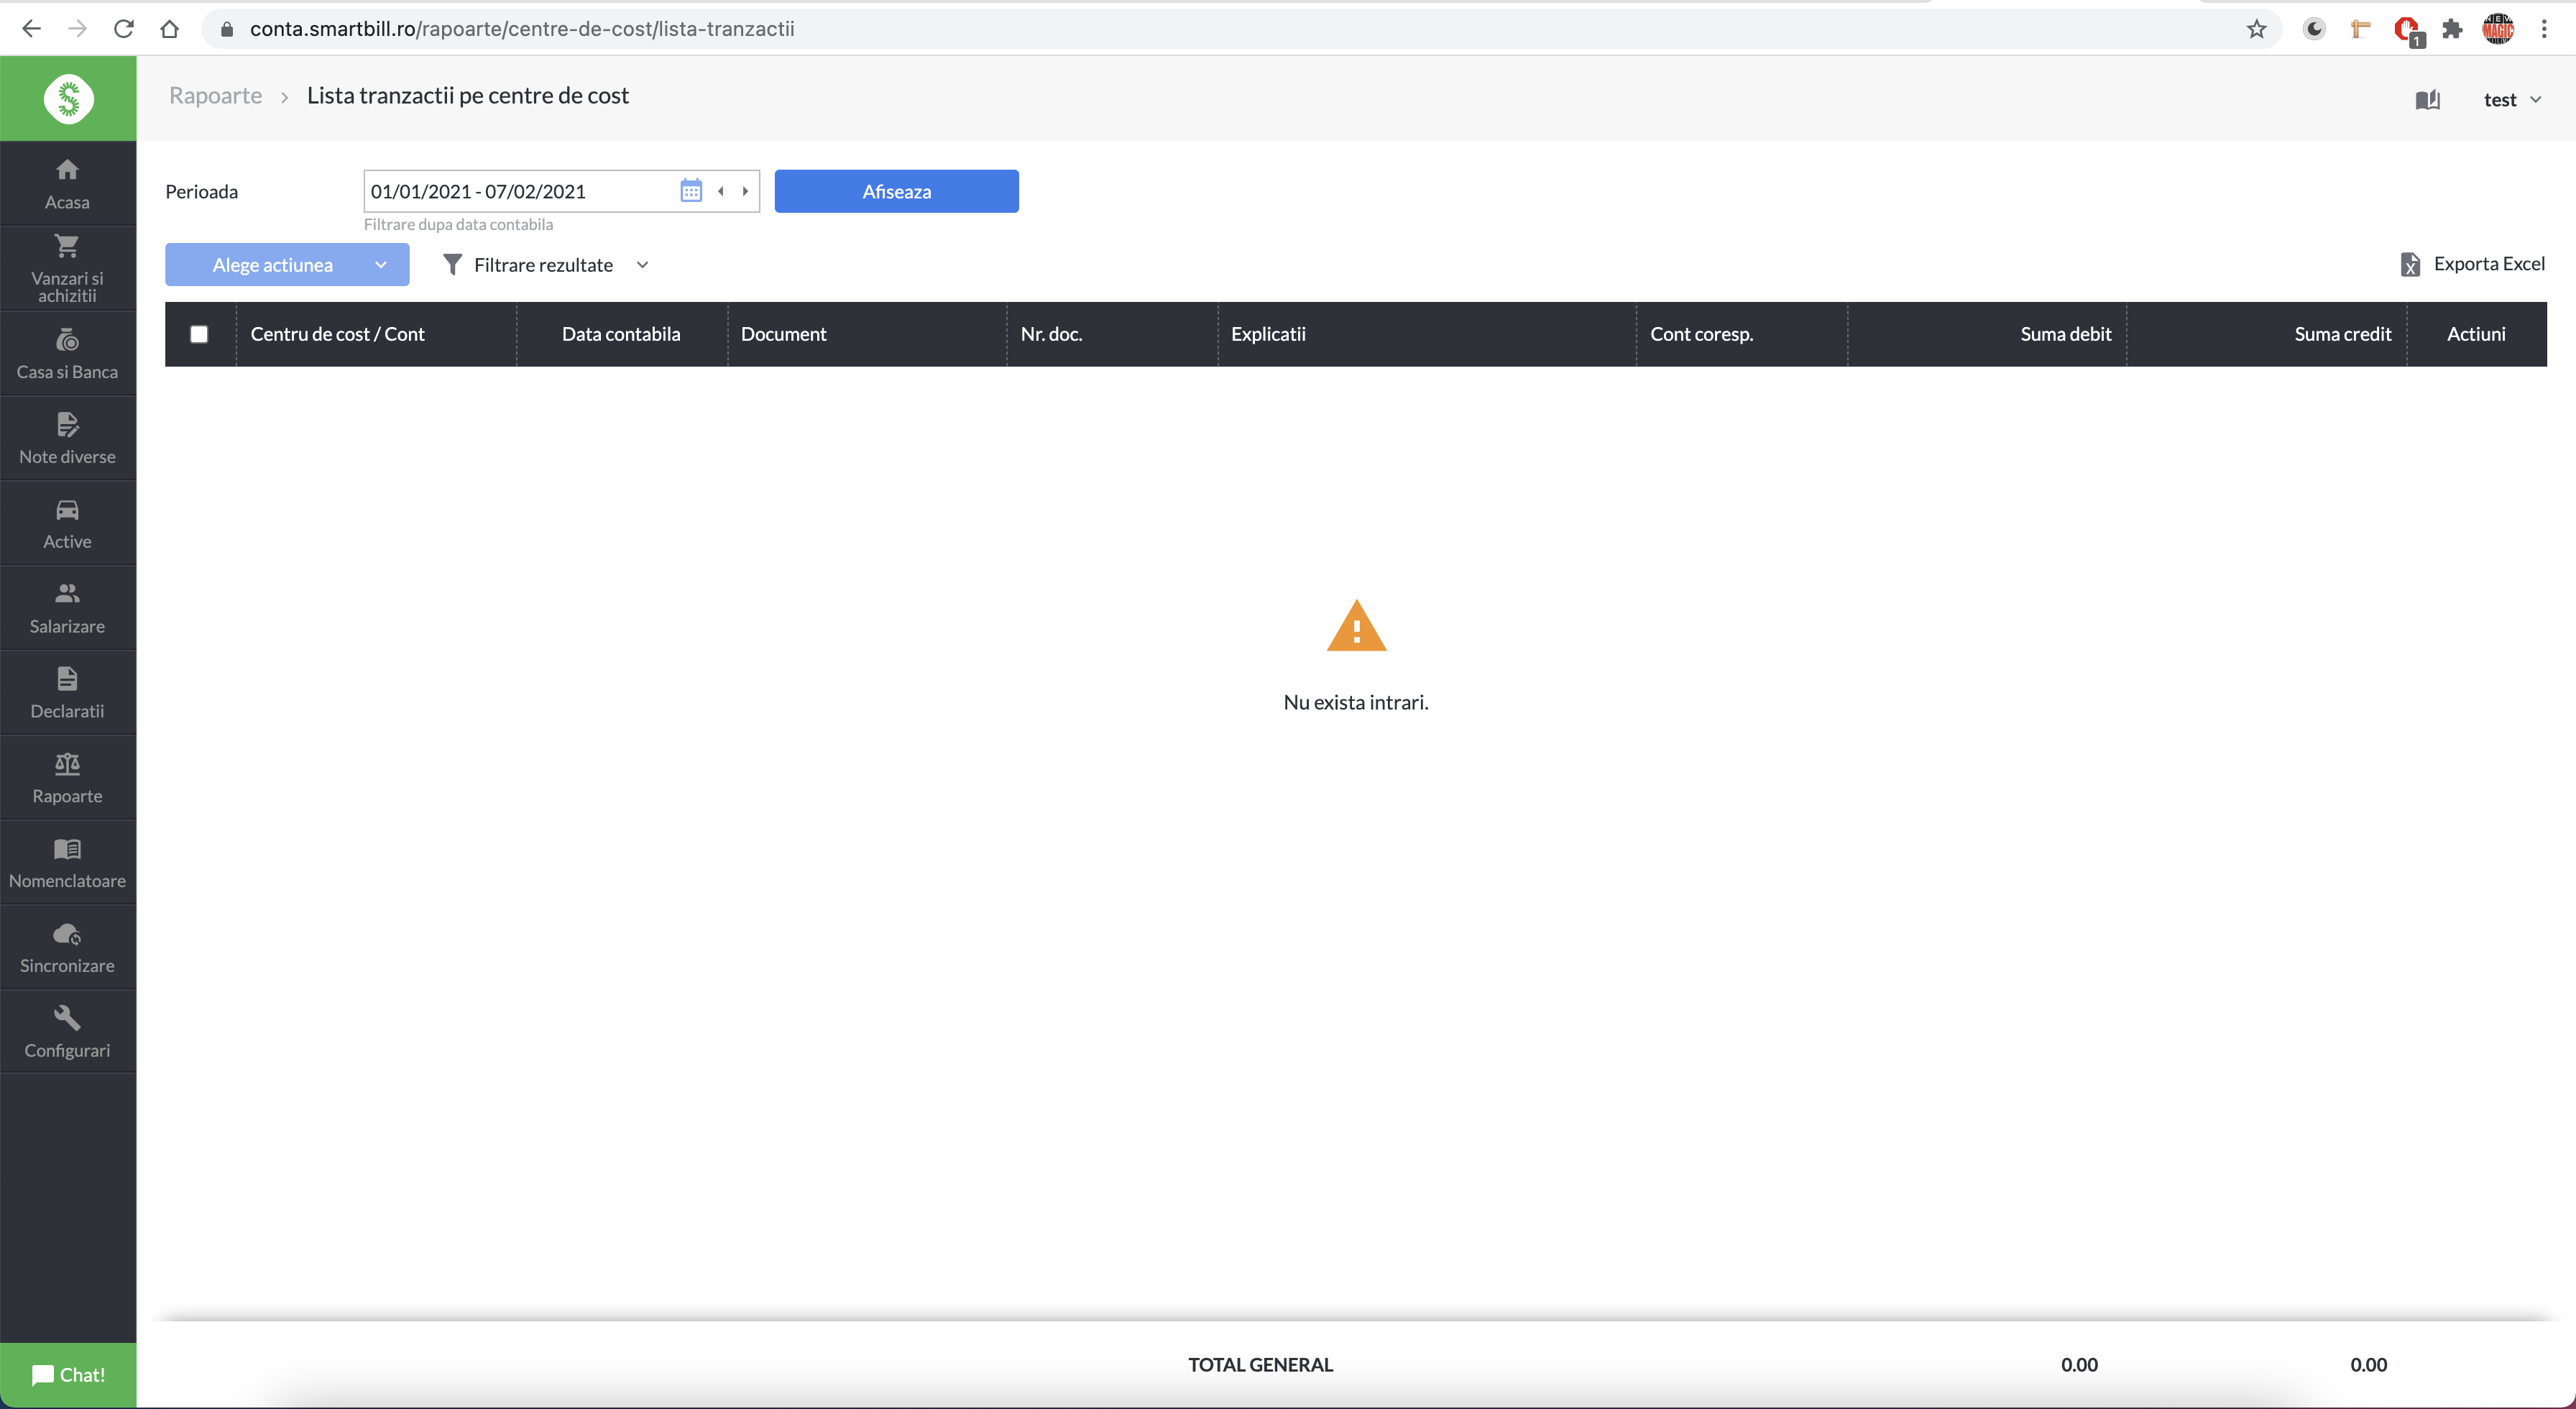 conta.smartbill.ro/rapoarte/centre-de-cost/lista-tranzactii
1
NEW
MAGIC
Rapoarte > Lista tranzactii pe centre de cost
test
Acasa
Vanzari si
achizitii
Casa si Banca
Note diverse
Active
Salarizare
Declaratii
Rapoarte
Nomenclatoare
Sincronizare
Configurari
Chat!
Perioada
01/01/2021 - 07/02/2021
Afiseaza
Filtrare dupa data contabila
Alege actiunea
Filtrare rezultate
Exporta Excel
Centru de cost / Cont
Data contabila
Document
Nr. doc.
Explicatii
Cont coresp.
Suma debit
Suma credit
Actiuni
Nu exista intrari.
TOTAL GENERAL
0.00
0.00